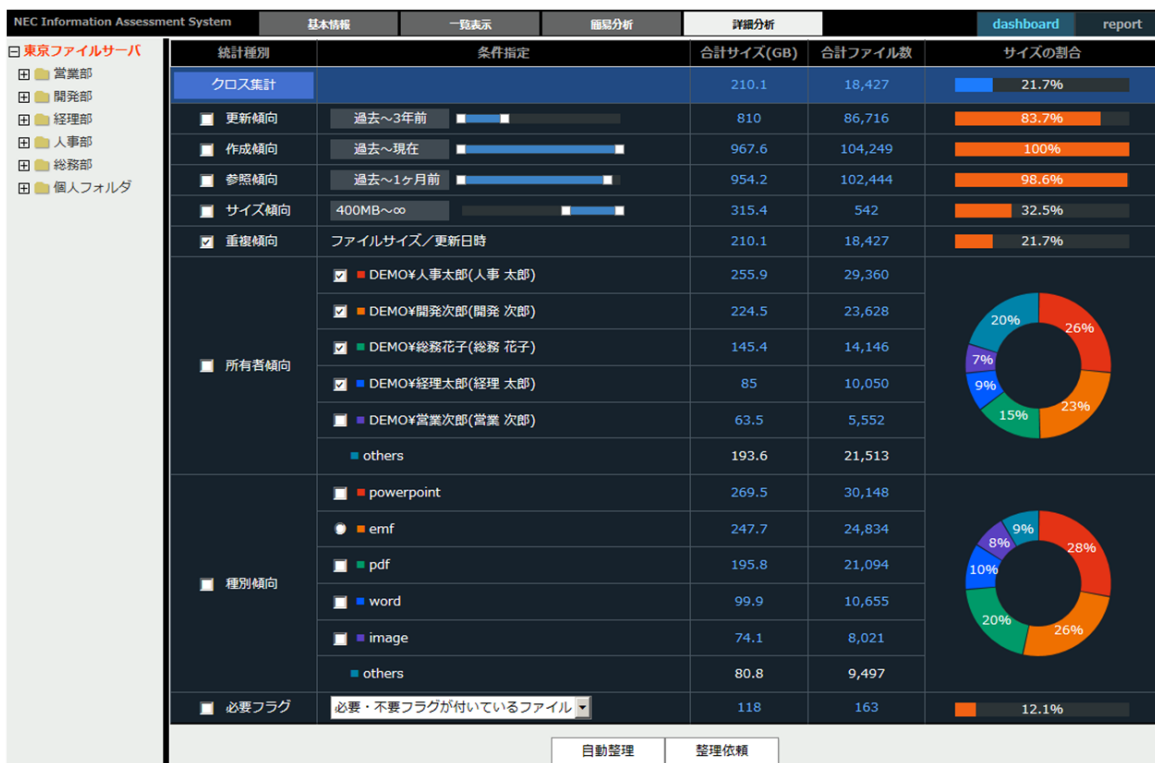 NEC Information Assessment System 基本情報 一覧表示 簡易分析 詳細分析 dashboard report
東京ファイルサーバ
営業部
開発部
経理部
人事部
総務部
個人フォルダ
統計種別 条件指定 合計サイズ(GB) 合計ファイル数 サイズの割合
クロス集計 210.1 18,427 21.7%
更新傾向 過去～3年前 810 86,716 83.7%
作成傾向 過去～現在 967.6 104,249 100%
参照傾向 過去～1ヶ月前 954.2 102,444 98.6%
サイズ傾向 400MB～∞ 315.4 542 32.5%
重複傾向 ファイルサイズ／更新日時 210.1 18,427 21.7%
所有者傾向
DEMO¥人事太郎(人事 太郎) 255.9 29,360
DEMO¥開発次郎(開発 次郎) 224.5 23,628
DEMO¥総務花子(総務 花子) 145.4 14,146
DEMO¥経理太郎(経理 太郎) 85 10,050
DEMO¥営業次郎(営業 次郎) 63.5 5,552
others 193.6 21,513
20% 26%
7%
9%
15% 23%
種別傾向
powerpoint 269.5 30,148
emf 247.7 24,834
pdf 195.8 21,094
word 99.9 10,655
image 74.1 8,021
others 80.8 9,497
9%
8% 28%
10%
20% 26%
必要フラグ 必要・不要フラグが付いているファイル 118 163 12.1%
自動整理 整理依頼